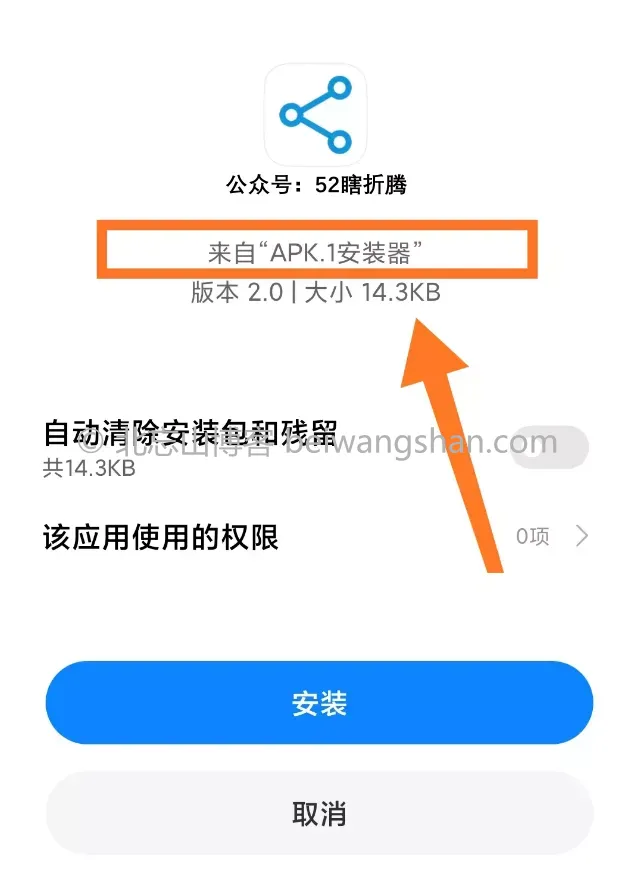 公众号：52瞎折腾
来自“APK.1安装器”
版本 2.0 | 大小 14.3KB
自动清除安装包和残留
© 北忘山博客 beiwangshan.com
共14.3KB
该应用使用的权限
0项
安装
取消